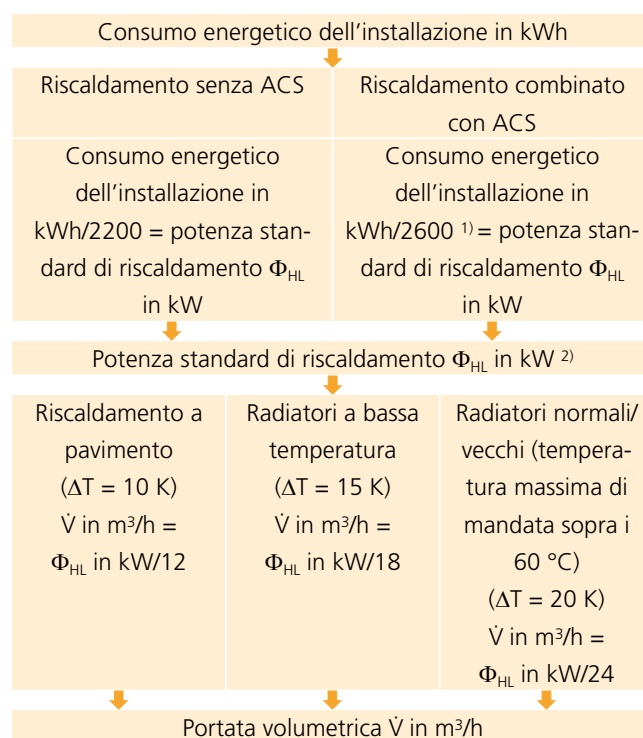 Consumo energetico dell'installazione in kWh
Riscaldamento senza ACS
Riscaldamento combinato
con ACS
Consumo energetico
dell'installazione in
kWh/2200 = potenza stan-
dard di riscaldamento ΦHL
in kW
Consumo energetico
dell'installazione in
kWh/2600 ¹⁾ = potenza stan-
dard di riscaldamento ΦHL
in kW
Potenza standard di riscaldamento ΦHL in kW ²⁾
Riscaldamento a
pavimento
(ΔT = 10 K)
V̇ in m³/h =
ΦHL in kW/12
Radiatori a bassa
temperatura
(ΔT = 15 K)
V̇ in m³/h =
ΦHL in kW/18
Radiatori normali/
vecchi (tempera-
tura massima di
mandata sopra i
60 °C)
(ΔT = 20 K)
V̇ in m³/h =
ΦHL in kW/24
Portata volumetrica V̇ in m³/h